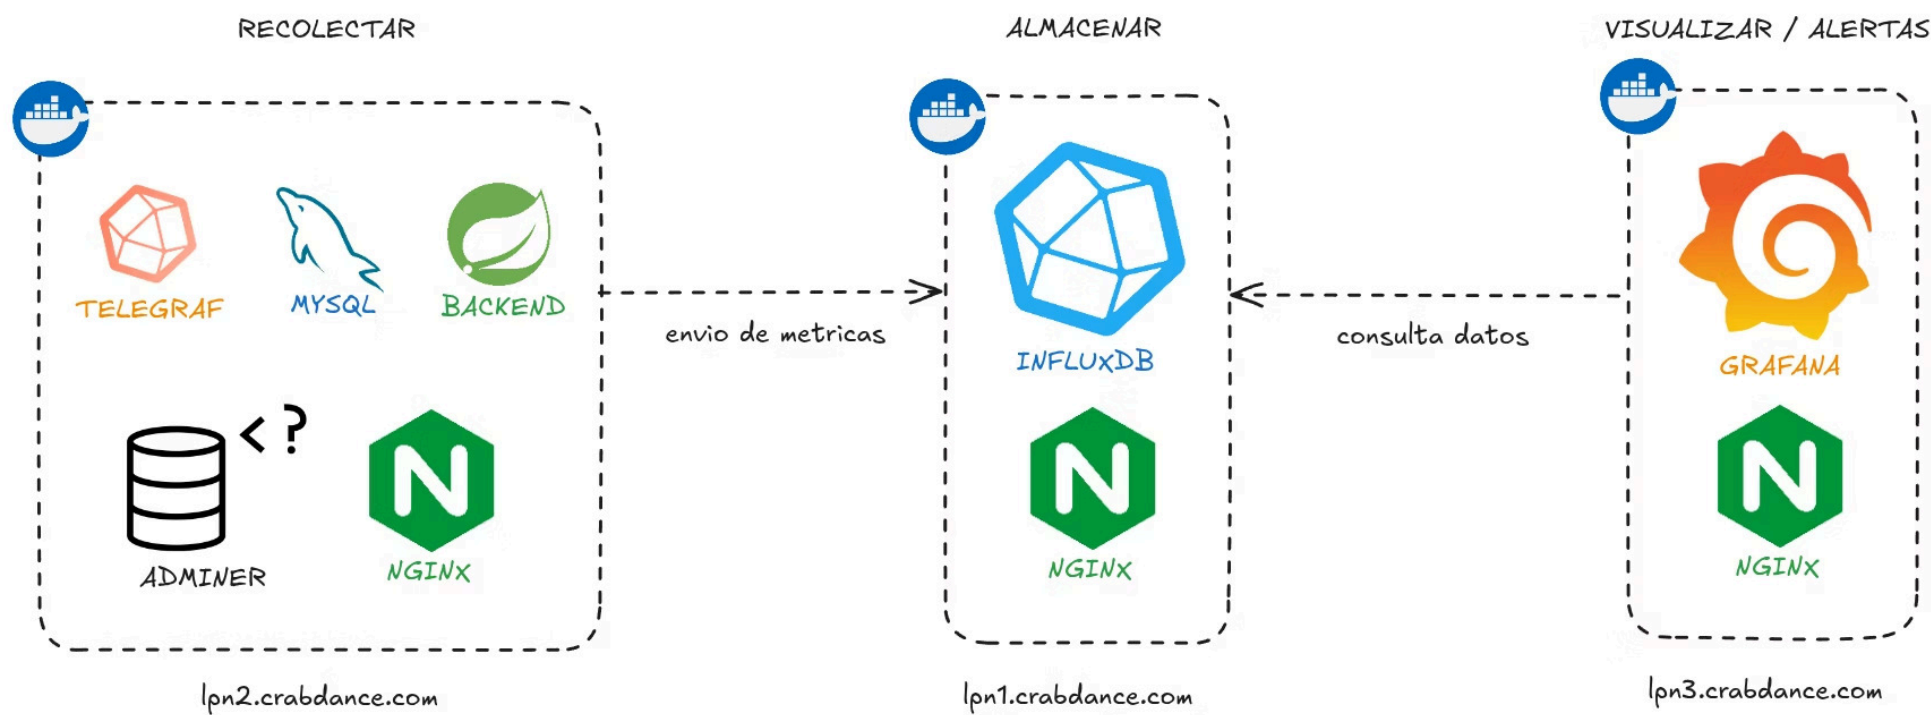 RECOLECTAR
ALMACENAR
VISUALIZAR / ALERTAS
TELEGRAF
MYSQL
BACKEND
envio de metricas
INFLUXDB
consulta datos
GRAFANA
< ?
ADMINER
N
NGINX
N
NGINX
N
NGINX
lpn2.crabdance.com
lpn1.crabdance.com
lpn3.crabdance.com